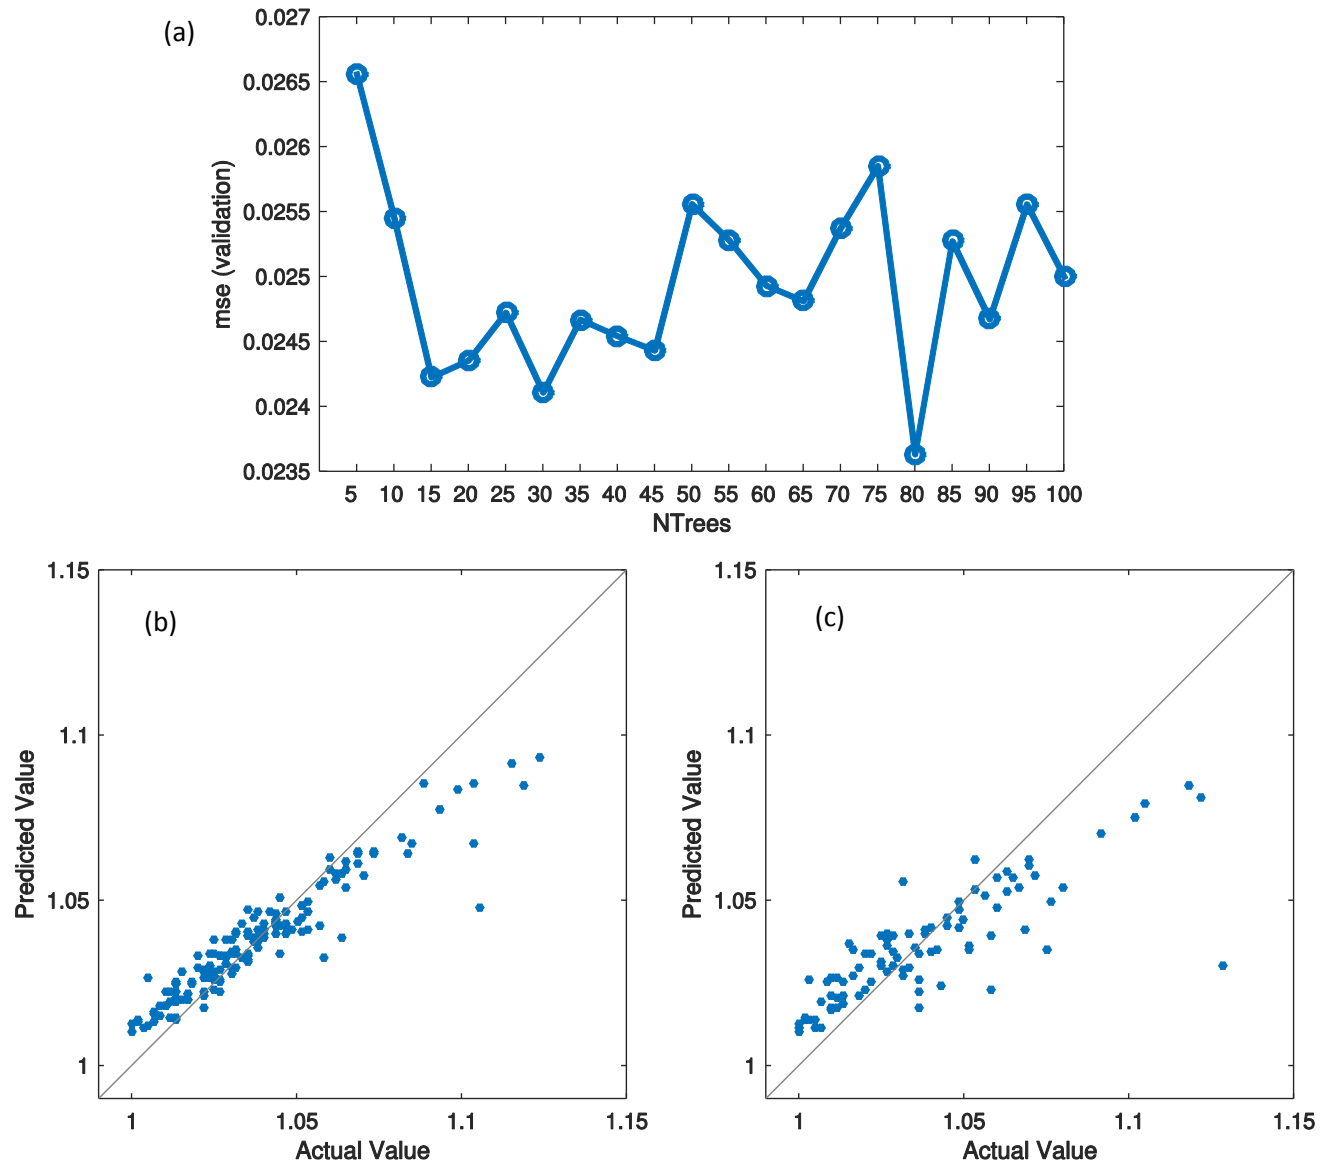 (a)
0.027
0.0265
0.026
0.0255
0.025
0.0245
0.024
0.0235
mse (validation)
5 10 15 20 25 30 35 40 45 50 55 60 65 70 75 80 85 90 95 100
NTrees
(b)
1.15
1.1
1.05
1
Predicted Value
1 1.05 1.1 1.15
Actual Value
(c)
1.15
1.1
1.05
1
Predicted Value
1 1.05 1.1 1.15
Actual Value